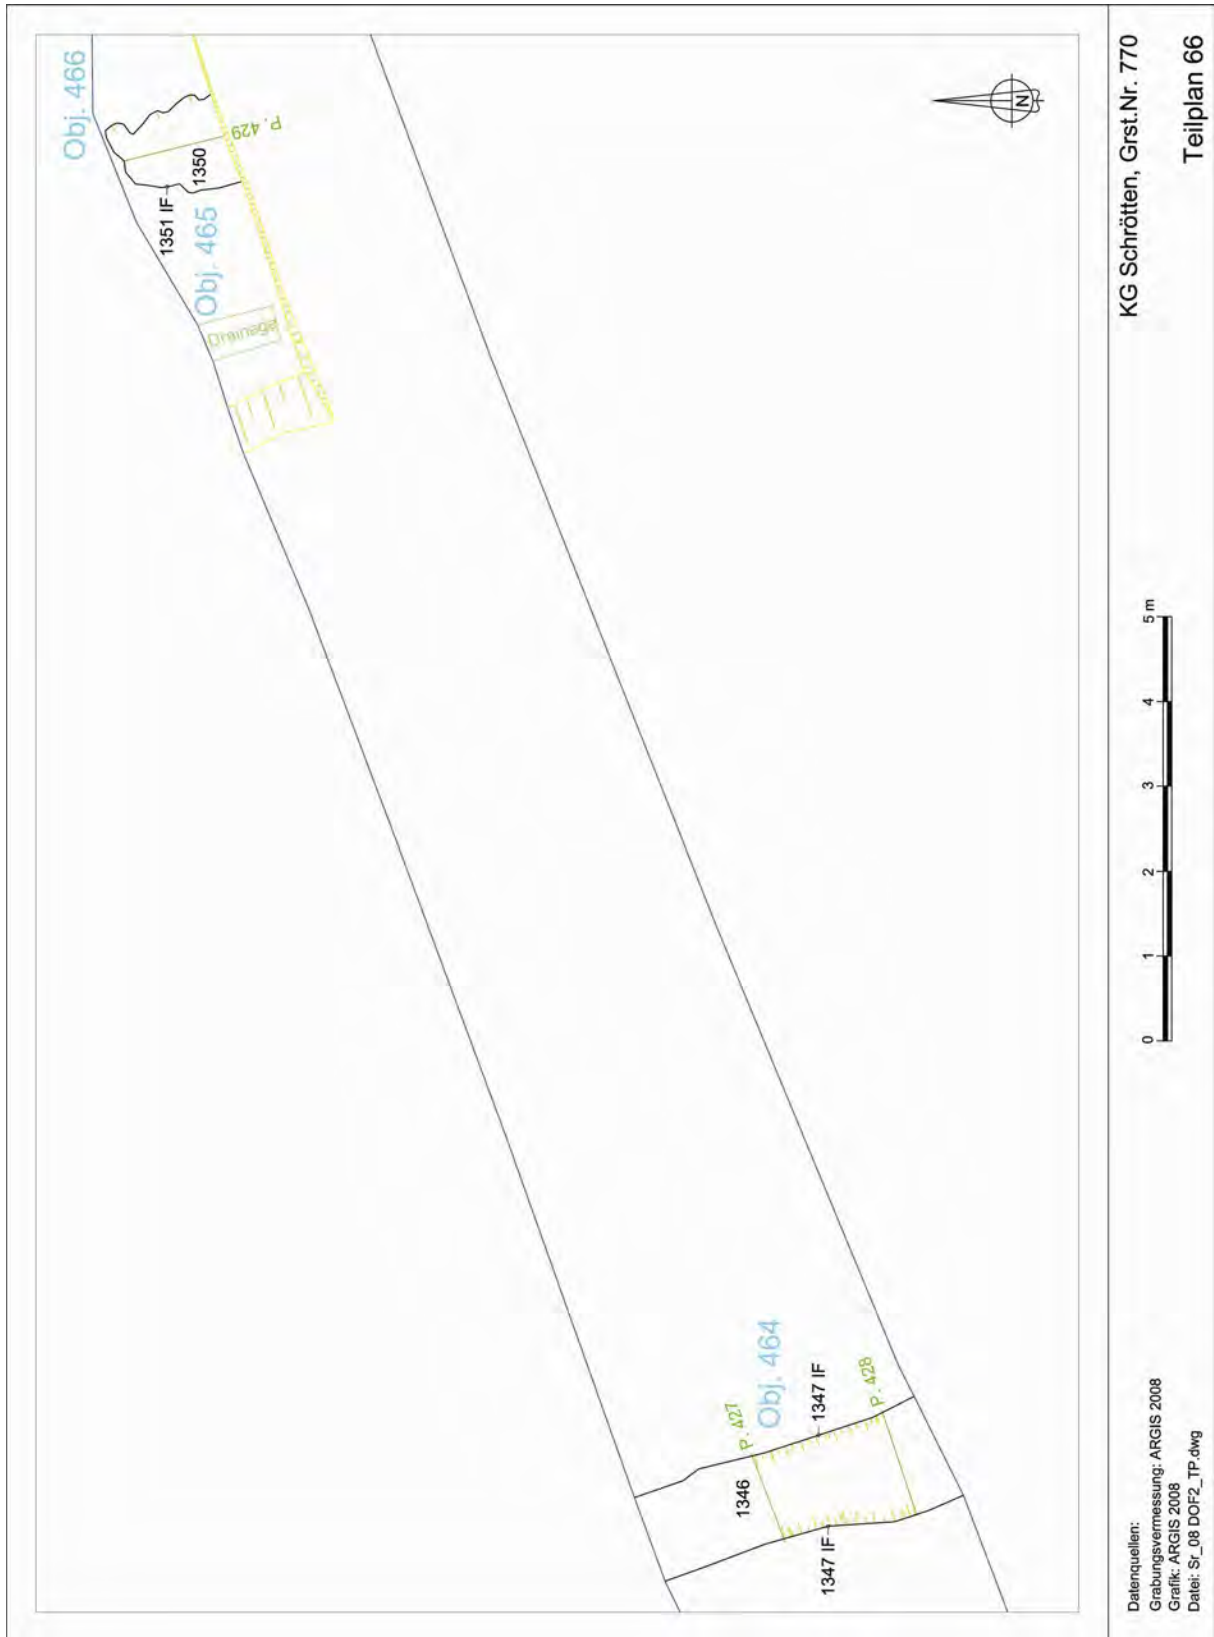 Obj. 466
P. 429
1350
1351 IF
Obj. 465
Drainage
N
Obj. 464
P. 427
1347 IF
P. 428
1346
1347 IF
KG Schrötten, Grst.Nr. 770
Teilplan 66
0 1 2 3 4 5 m
Datenquellen:
Grabungsvermessung: ARGIS 2008
Grafik: ARGIS 2008
Datei: Sr_08 DOF2_TP.dwg